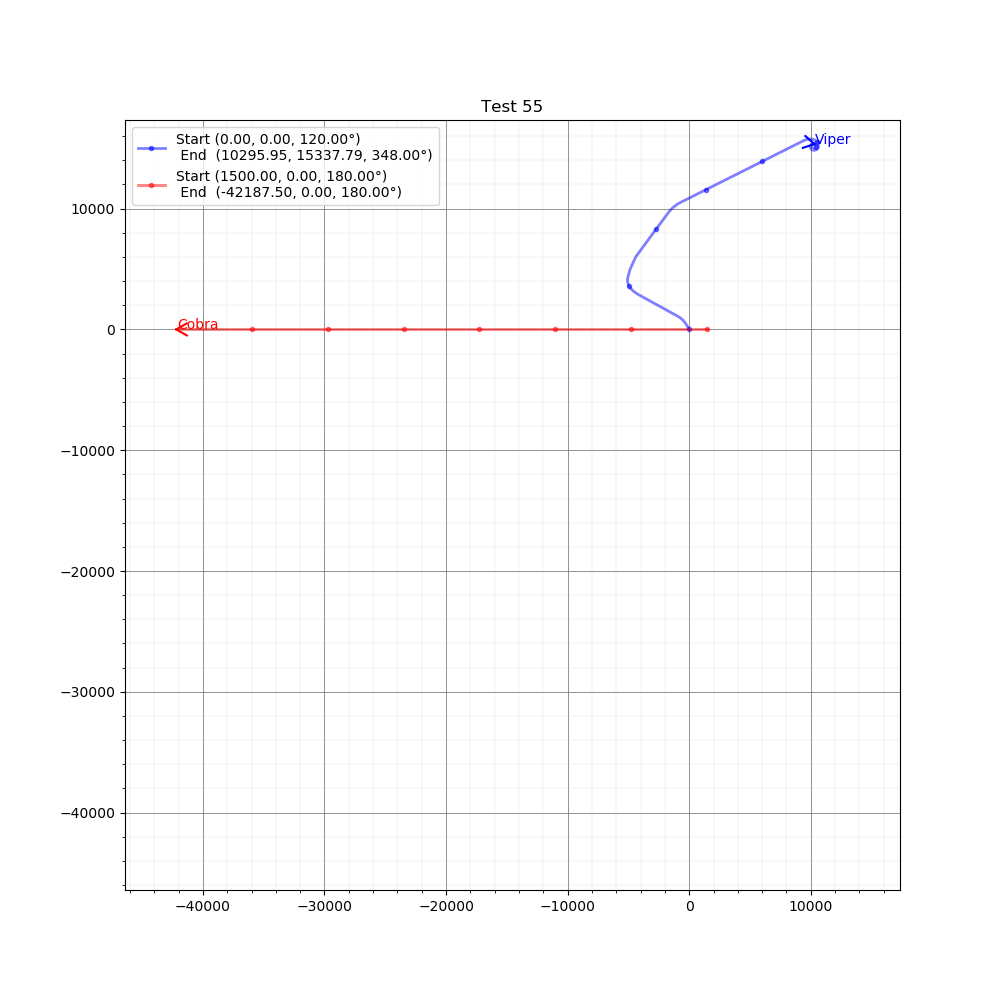 Test 55
Start (0.00, 0.00, 120.00°)
End (10295.95, 15337.79, 348.00°)
Start (1500.00, 0.00, 180.00°)
End (-42187.50, 0.00, 180.00°)
Viper
Cobra
10000
0
−10000
−20000
−30000
−40000
−40000 −30000 −20000 −10000 0 10000